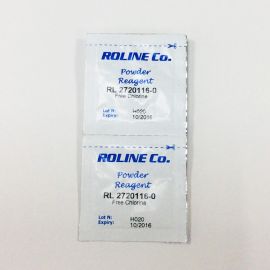 ROLINE Co.
Powder
Reagent
RL 2720116-0
Free Chlorine
Lot N: H020
Expiry: 10/2016
ROLINE Co.
Powder
Reagent
RL 2720116-0
Free Chlorine
Lot N: H020
Expiry: 10/2016